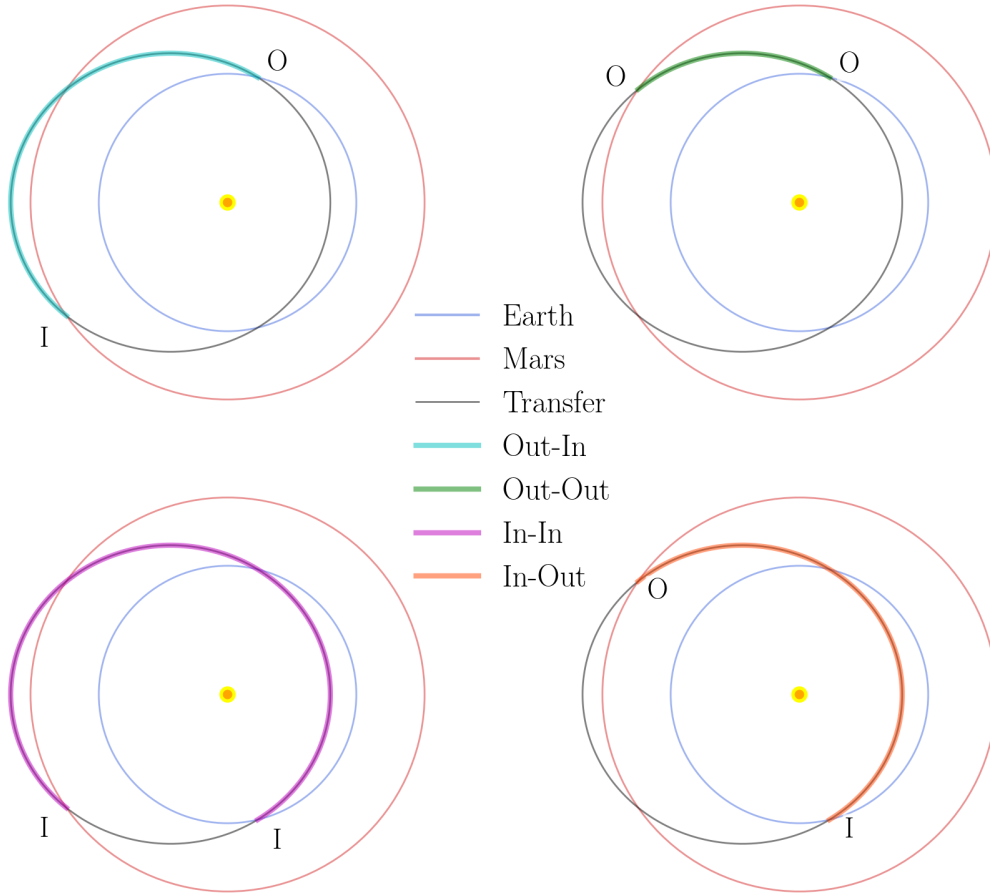 O
O
O
I
Earth
Mars
Transfer
Out-In
Out-Out
In-In
In-Out
O
I
I
I